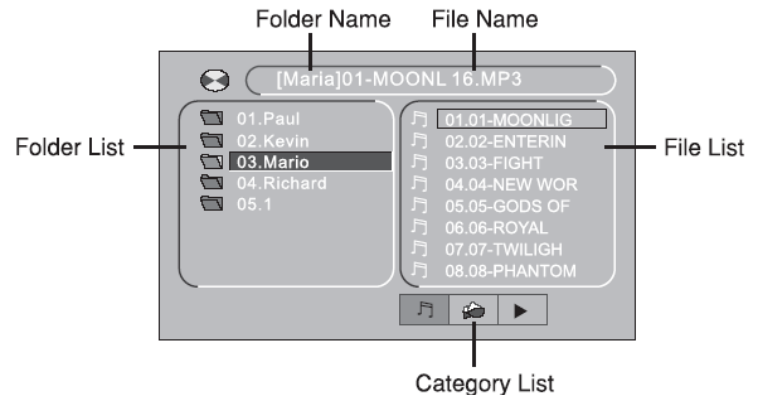 Folder Name File Name
[Maria]01-MOONL 16.MP3
Folder List
01.Paul
02.Kevin
03.Mario
04.Richard
05.1
01.01-MOONLIG
02.02-ENTERIN
03.03-FIGHT
04.04-NEW WOR
05.05-GODS OF
06.06-ROYAL
07.07-TWILIGH
08.08-PHANTOM
File List
Category List